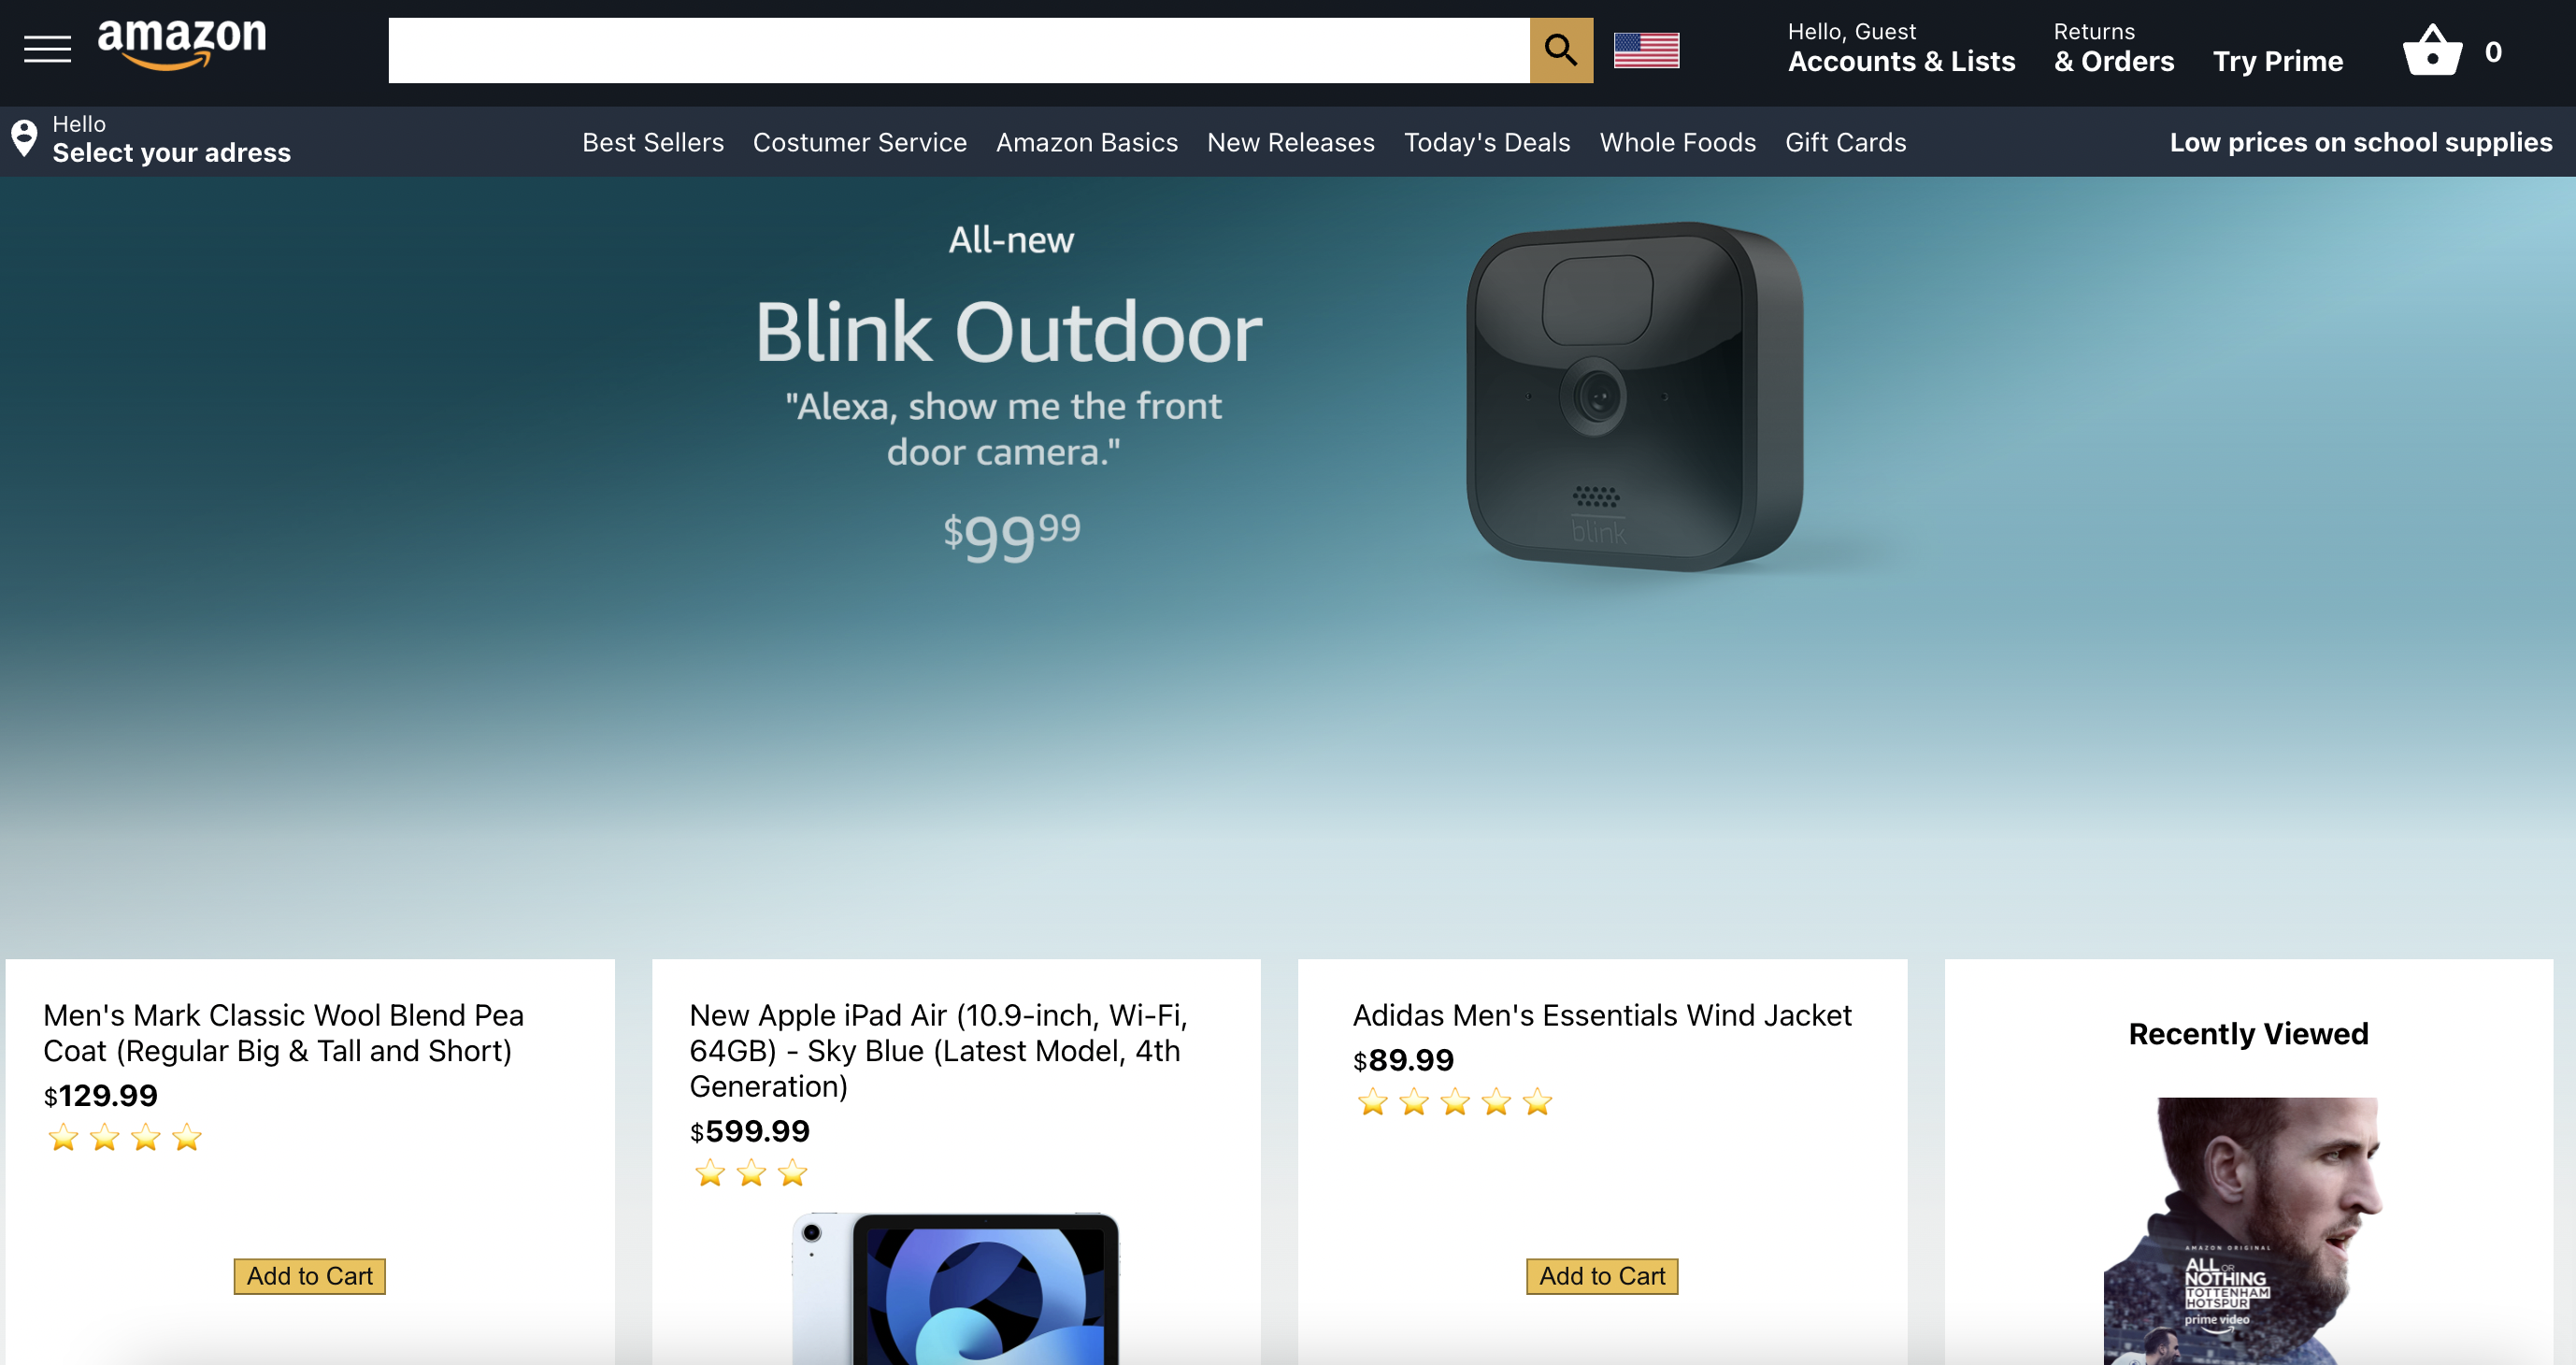 amazon
Hello, Guest
Accounts & Lists
Returns
& Orders
Try Prime
0
Hello
Select your adress
Best Sellers
Costumer Service
Amazon Basics
New Releases
Today's Deals
Whole Foods
Gift Cards
Low prices on school supplies
All-new
Blink Outdoor
"Alexa, show me the front
door camera."
$99 99
blink
Men's Mark Classic Wool Blend Pea
Coat (Regular Big & Tall and Short)
$129.99
Add to Cart
New Apple iPad Air (10.9-inch, Wi-Fi,
64GB) - Sky Blue (Latest Model, 4th
Generation)
$599.99
Adidas Men's Essentials Wind Jacket
$89.99
Add to Cart
Recently Viewed
AMAZON ORIGINAL
ALL OR
NOTHING
TOTTENHAM
HOTSPUR
prime video